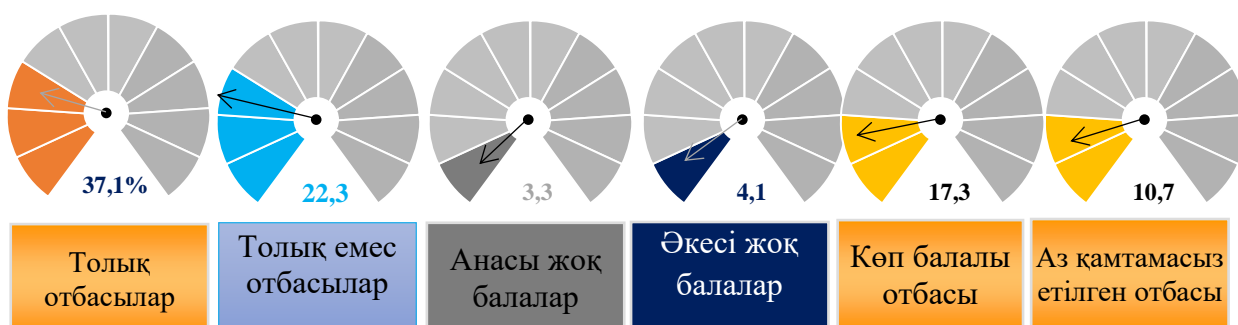 37,1%
22,3
3,3
4,1
17,3
10,7
Толық
отбасылар
Толық емес
отбасылар
Анасы жоқ
балалар
Әкесі жоқ
балалар
Көп балалы
отбасы
Аз қамтамасыз
етілген отбасы